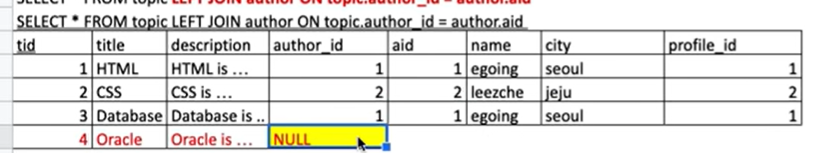 SELECT * FROM topic LEFT JOIN author ON topic.author_id = author.aid
SELECT * FROM topic LEFT JOIN author ON topic.author_id = author.aid
tid title description author_id aid name city profile_id
1 HTML HTML is ... 1 1 egoing seoul 1
2 CSS CSS is ... 2 2 leezche jeju 2
3 Database Database is .. 1 1 egoing seoul 1
4 Oracle Oracle is ... NULL